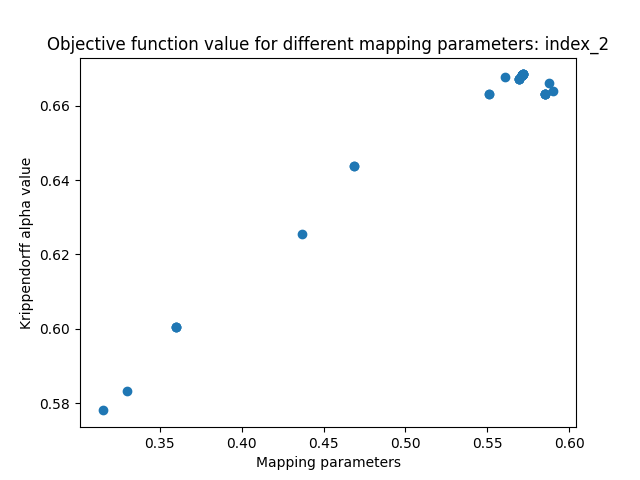 Objective function value for different mapping parameters: index_2
Krippendorff alpha value
0.66
0.64
0.62
0.60
0.58
0.35 0.40 0.45 0.50 0.55 0.60
Mapping parameters